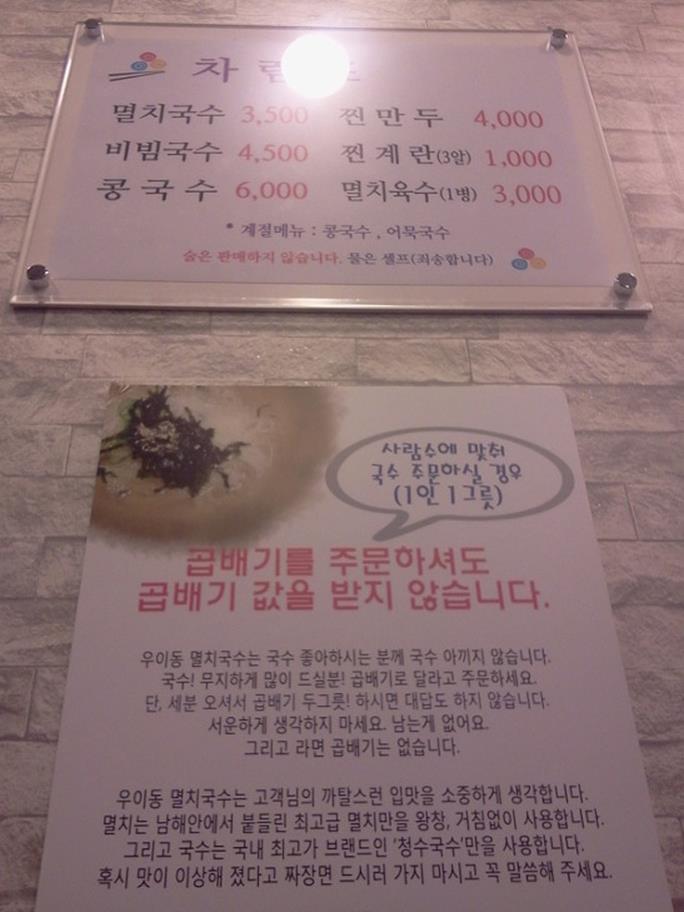 차 림
멸치국수 3,500 찐 만 두 4,000
비빔국수 4,500 찐 계 란(3알) 1,000
콩 국 수 6,000 멸치육수(1병) 3,000
* 계절메뉴 : 콩국수 , 어묵국수
술은 판매하지 않습니다. 물은 셀프(죄송합니다)
사람수에 맞춰
국수 주문하실 경우
(1인 1그릇)
곱배기를 주문하셔도
곱배기 값을 받지 않습니다.
우이동 멸치국수는 국수 좋아하시는 분께 국수 아끼지 않습니다.
국수! 무지하게 많이 드실분! 곱배기로 달라고 주문하세요.
단, 세분 오셔서 곱배기 두그릇! 하시면 대답도 하지 않습니다.
서운하게 생각하지 마세요. 남는게 없어요.
그리고 라면 곱배기는 없습니다.
우이동 멸치국수는 고객님의 까탈스런 입맛을 소중하게 생각합니다.
멸치는 남해안에서 붙들린 최고급 멸치만을 왕창, 거침없이 사용합니다.
그리고 국수는 국내 최고가 브랜드인 '청수국수'만을 사용합니다.
혹시 맛이 이상해 졌다고 짜장면 드시러 가지 마시고 꼭 말씀해 주세요.